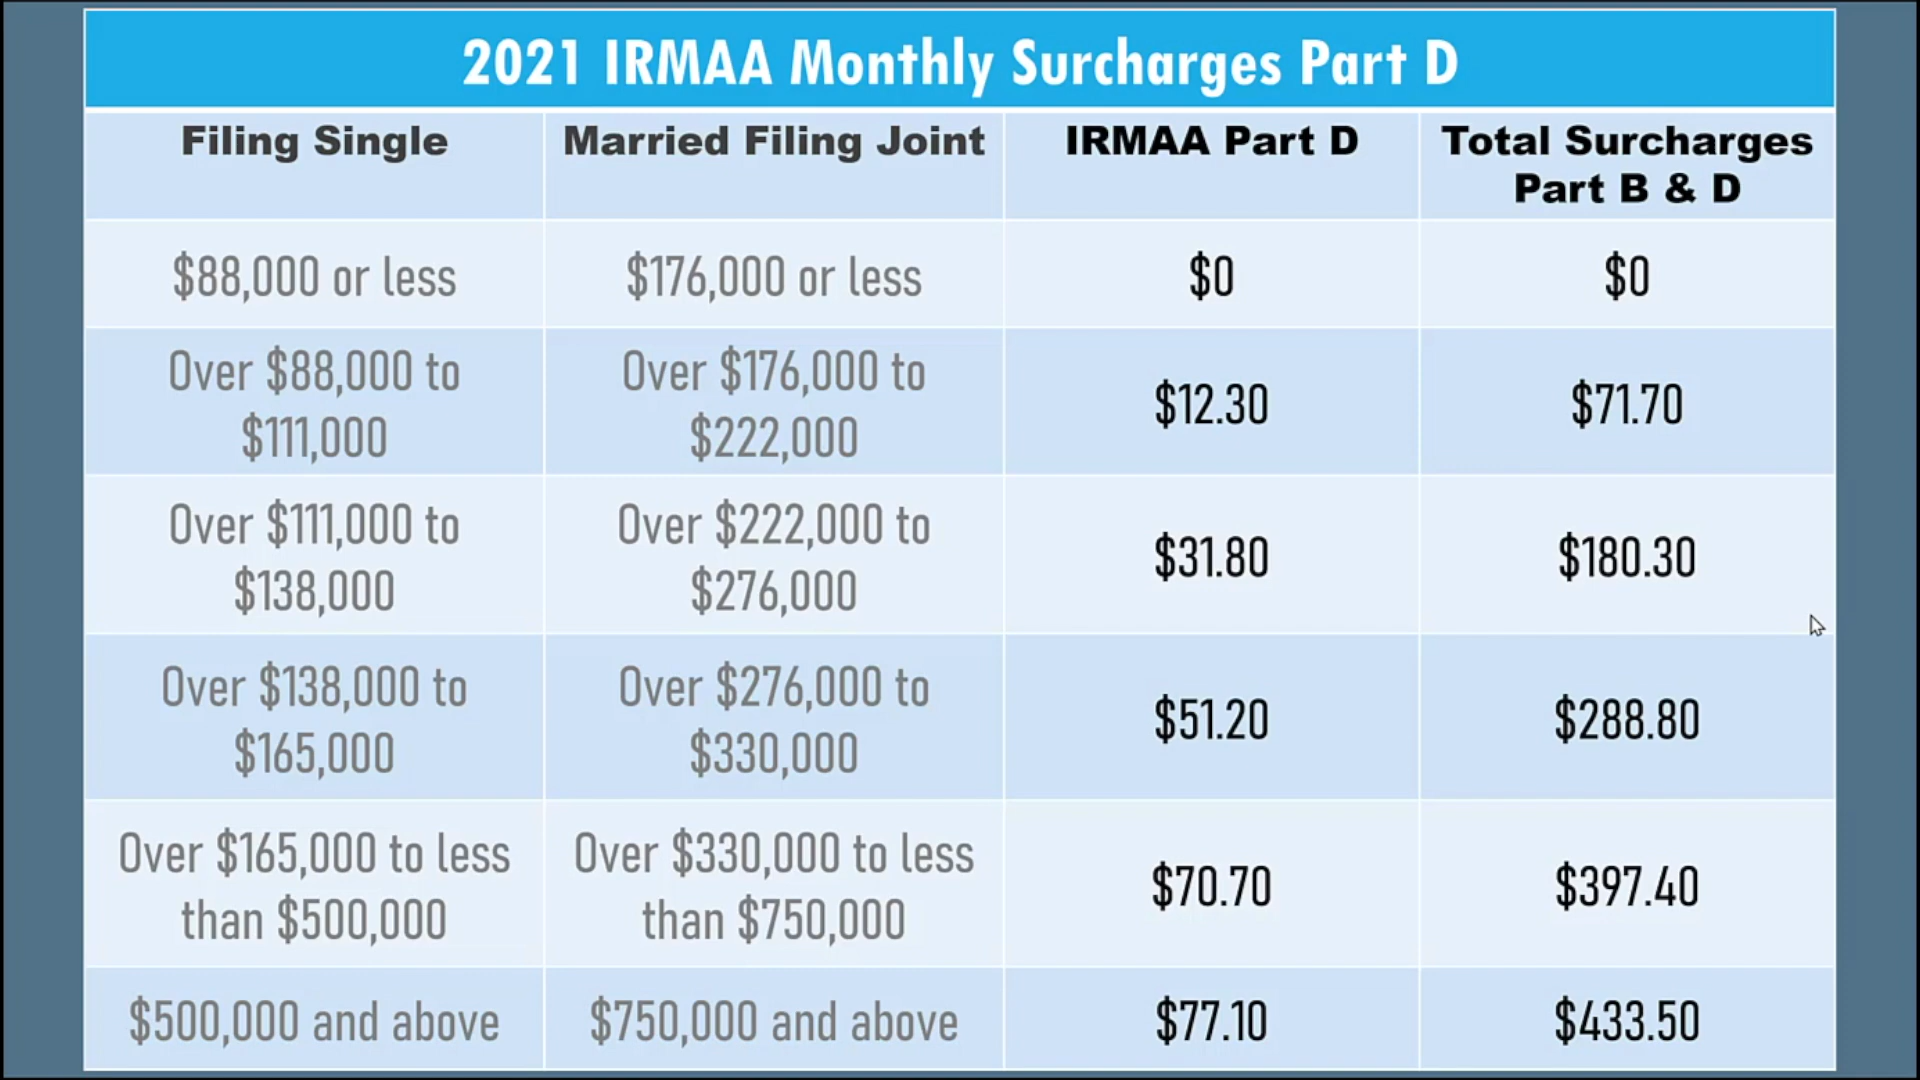 2021 IRMAA Monthly Surcharges Part D
Filing Single
Married Filing Joint
IRMAA Part D
Total Surcharges
Part B & D
$88,000 or less
$176,000 or less
$0
$0
Over $88,000 to
$111,000
Over $176,000 to
$222,000
$12.30
$71.70
Over $111,000 to
$138,000
Over $222,000 to
$276,000
$31.80
$180.30
Over $138,000 to
$165,000
Over $276,000 to
$330,000
$51.20
$288.80
Over $165,000 to less
than $500,000
Over $330,000 to less
than $750,000
$70.70
$397.40
$500,000 and above
$750,000 and above
$77.10
$433.50